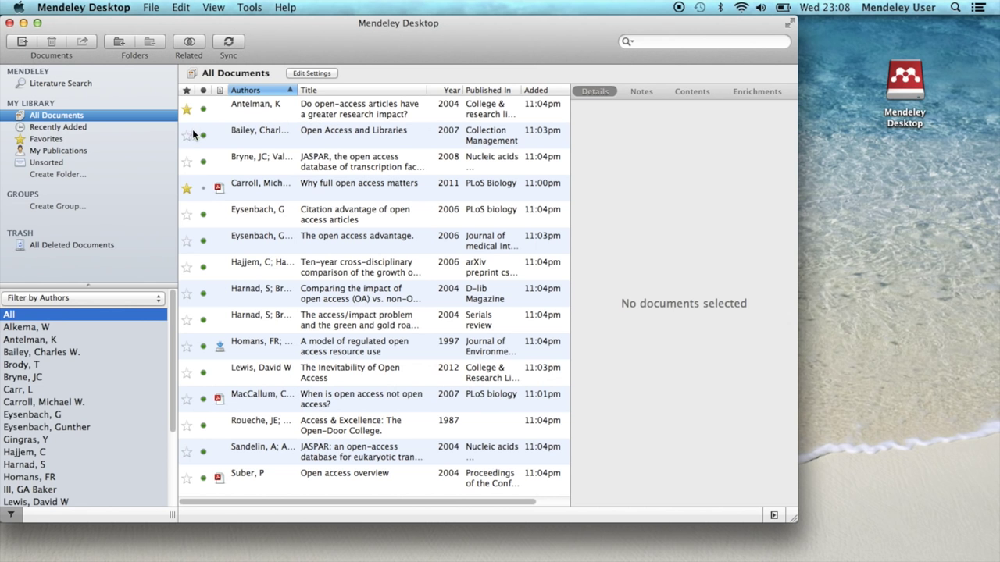 Mendeley Desktop File Edit View Tools Help Wed 23:08 Mendeley User
Mendeley Desktop
Documents Folders Related Sync
MENDELEY
Literature Search
MY LIBRARY
All Documents
Recently Added
Favorites
My Publications
Unsorted
Create Folder...
GROUPS
Create Group...
TRASH
All Deleted Documents
Filter by Authors
All
Alkema, W
Antelman, K
Bailey, Charles W.
Brody, T
Bryne, JC
Carr, L
Carroll, Michael W.
Eysenbach, G
Eysenbach, Gunther
Gingras, Y
Hajjem, C
Harnad, S
Homans, FR
III, GA Baker
Lewis, David W
All Documents Edit Settings
Authors Title Year Published In Added
Antelman, K Do open-access articles have 2004 College & 11:04pm
a greater research impact? research li...
Bailey, Charl... Open Access and Libraries 2007 Collection 11:03pm
Management
Bryne, JC; Val... JASPAR, the open access 2008 Nucleic acids 11:04pm
database of transcription fac... ...
Carroll, Mich... Why full open access matters 2011 PLoS Biology 11:00pm
Eysenbach, G Citation advantage of open 2006 PLoS biology 11:04pm
access articles
Eysenbach, G... The open access advantage. 2006 Journal of 11:03pm
medical Int...
Hajjem, C; Ha... Ten-year cross-disciplinary 2006 arXiv 11:04pm
comparison of the growth o... preprint cs...
Harnad, S; Br... Comparing the impact of 2004 D-lib 11:04pm
open access (OA) vs. non-O... Magazine
Harnad, S; Br... The access/impact problem 2004 Serials 11:04pm
and the green and gold roa... review
Homans, FR; ... A model of regulated open 1997 Journal of 11:04pm
access resource use Environme...
Lewis, David W The Inevitability of Open 2012 College & 11:03pm
Access Research Li...
MacCallum, C... When is open access not open 2007 PLoS biology 11:01pm
access?
Roueche, JE; ... Access & Excellence: The 1987 11:04pm
Open-Door College.
Sandelin, A; A... JASPAR: an open-access 2004 Nucleic acids 11:04pm
database for eukaryotic tran... ...
Suber, P Open access overview 2004 Proceedings 11:04pm
of the Conf...
Details Notes Contents Enrichments
No documents selected
Mendeley
Desktop